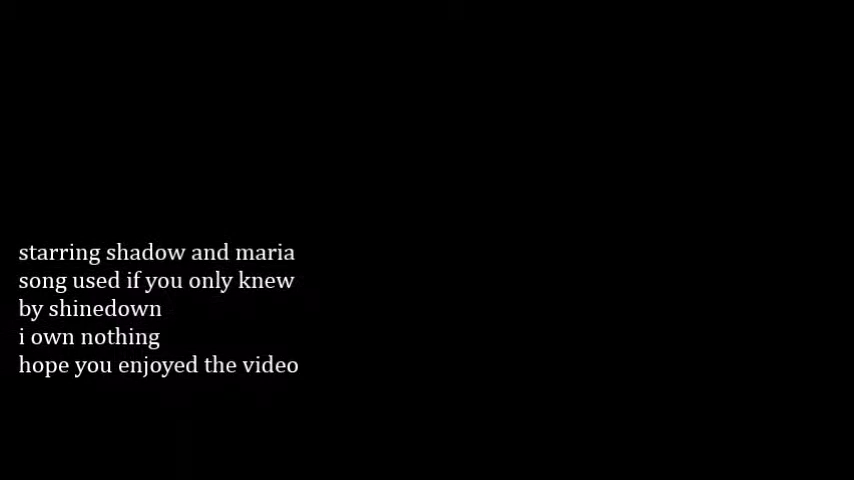 starring shadow and maria
song used if you only knew
by shinedown
i own nothing
hope you enjoyed the video